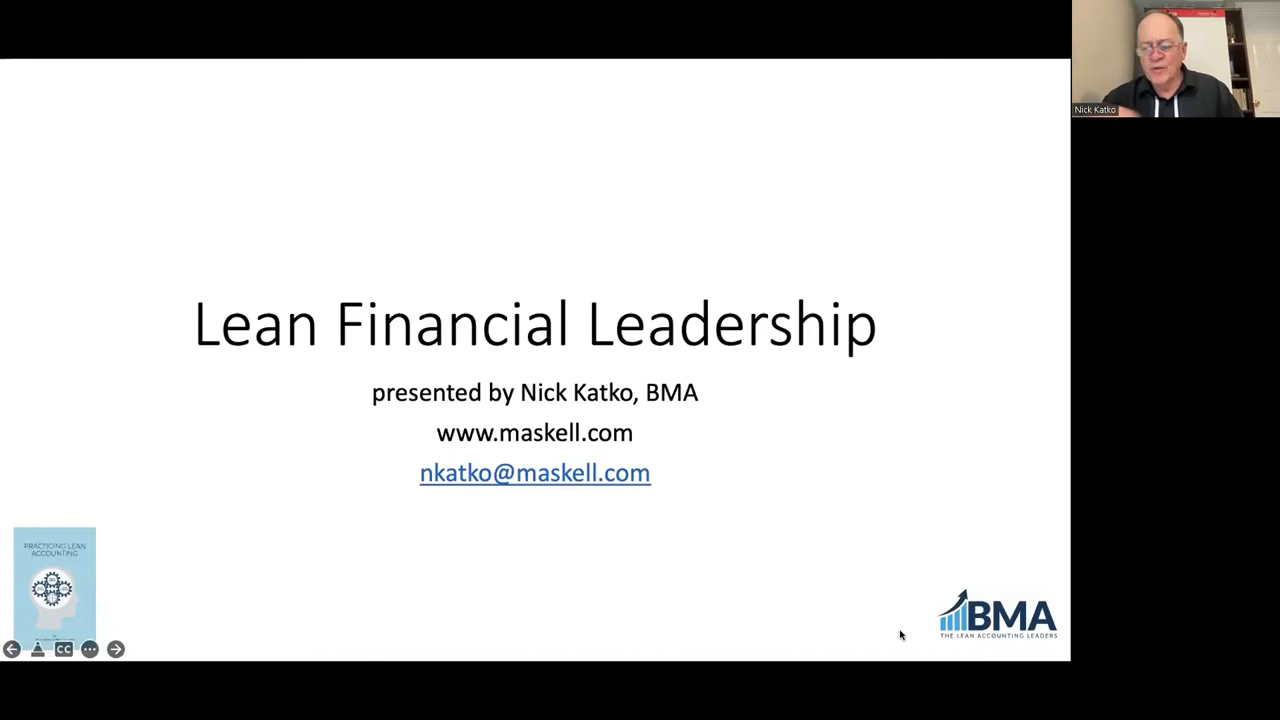 Nick Katko
Lean Financial Leadership
presented by Nick Katko, BMA
www.maskell.com
nkatko@maskell.com
PRACTICING LEAN
ACCOUNTING
CC
BMA
THE LEAN ACCOUNTING LEADERS